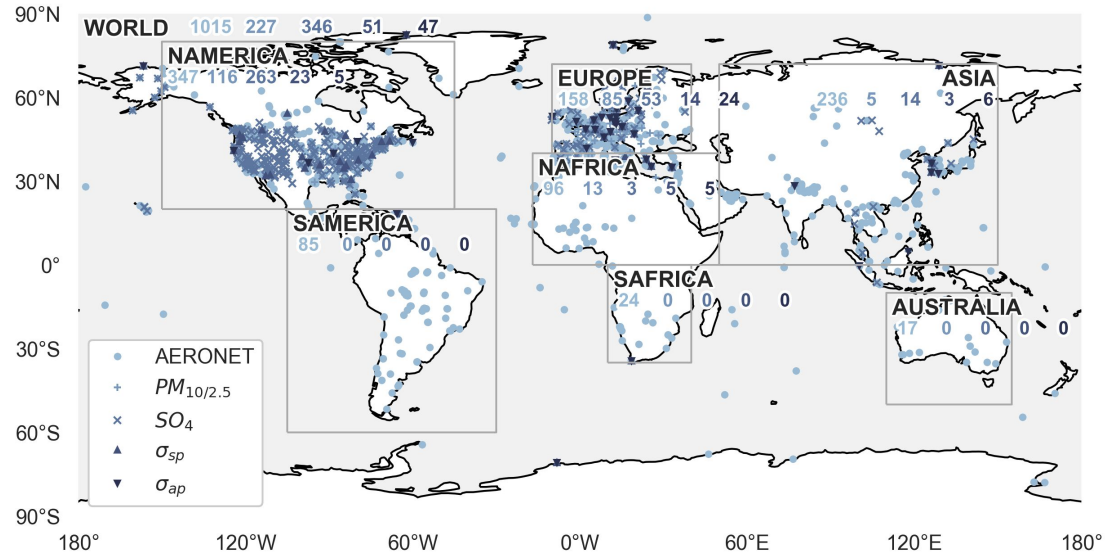 90°N
WORLD 1015 227 346 51 47
NAMERICA
347 116 263 23 5
EUROPE ASIA
60°N
158 85 53 14 24 236 5 14 3 6
NAFRICA
30°N
96 13 3 5 5
SAMERICA
85 0 0 0 0
0°
SAFRICA
24 0 0 0 0
AUSTRALIA
17 0 0 0 0
30°S
AERONET
PM10/2.5
SO4
σsp
σap
60°S
90°S
180° 120°W 60°W 0°W 60°E 120°E 180°